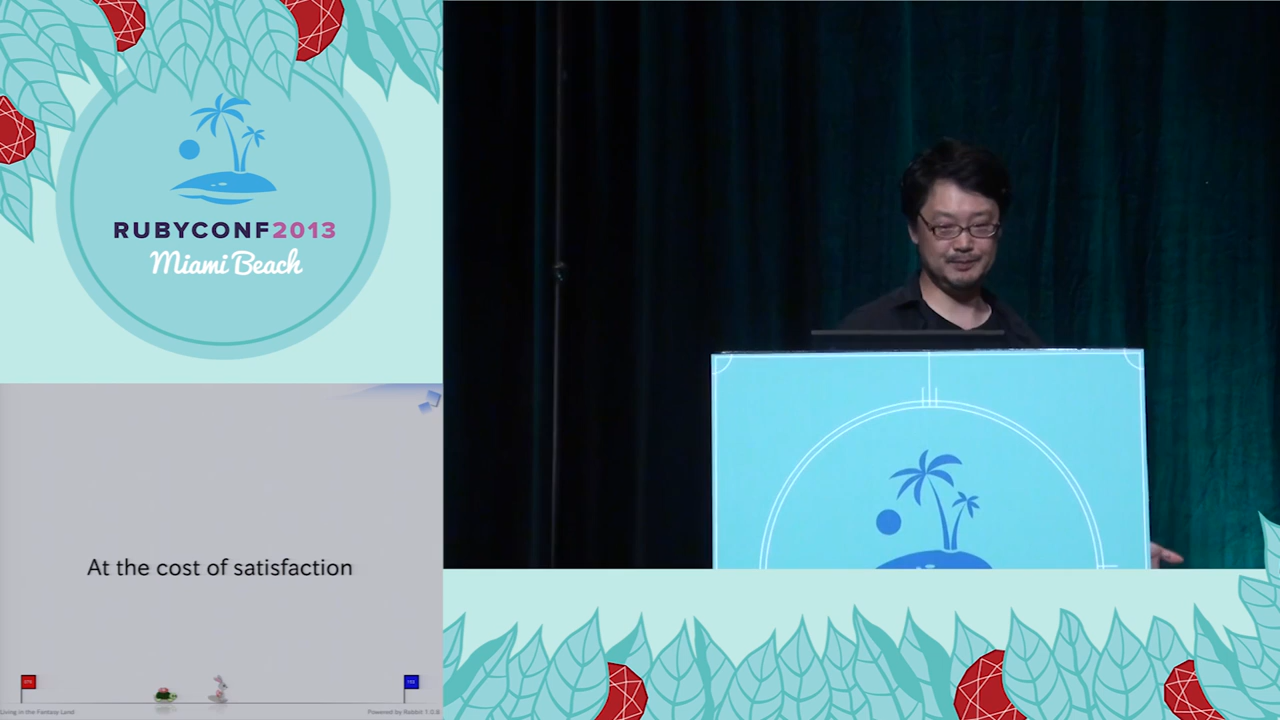 RUBYCONF2013
Miami Beach
At the cost of satisfaction
Living in the Fantasy Land
Powered by Rabbit 1.0.8